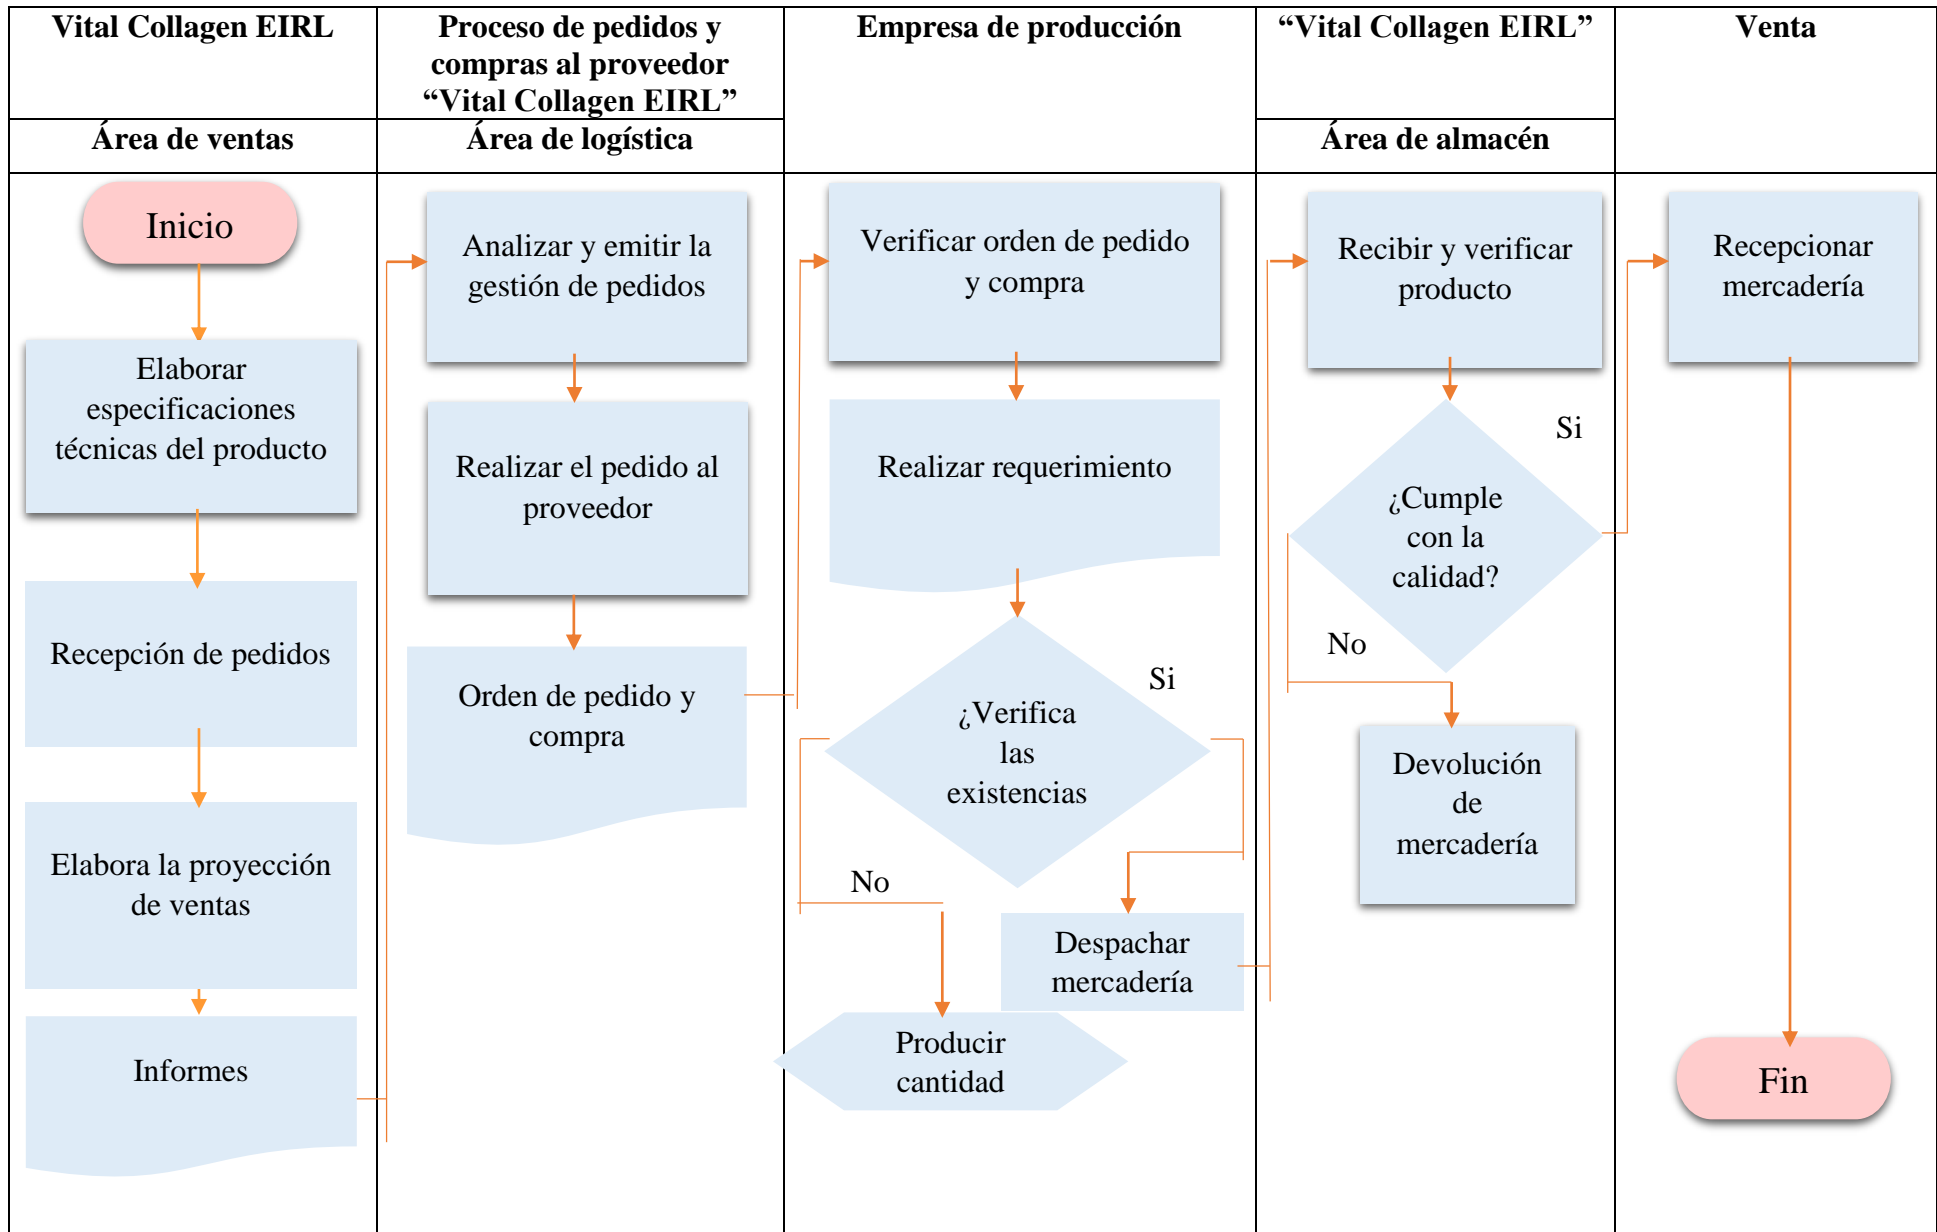 Vital Collagen EIRL
Proceso de pedidos y
compras al proveedor
“Vital Collagen EIRL”
Empresa de producción
“Vital Collagen EIRL”
Venta
Área de ventas
Área de logística
Área de almacén
Inicio
Elaborar
especificaciones
técnicas del producto
Recepción de pedidos
Elabora la proyección
de ventas
Informes
Analizar y emitir la
gestión de pedidos
Realizar el pedido al
proveedor
Orden de pedido y
compra
Verificar orden de pedido
y compra
Realizar requerimiento
¿Verifica
las
existencias
Si
No
Despachar
mercadería
Producir
cantidad
Recibir y verificar
producto
¿Cumple
con la
calidad?
Si
No
Devolución
de
mercadería
Recepcionar
mercadería
Fin